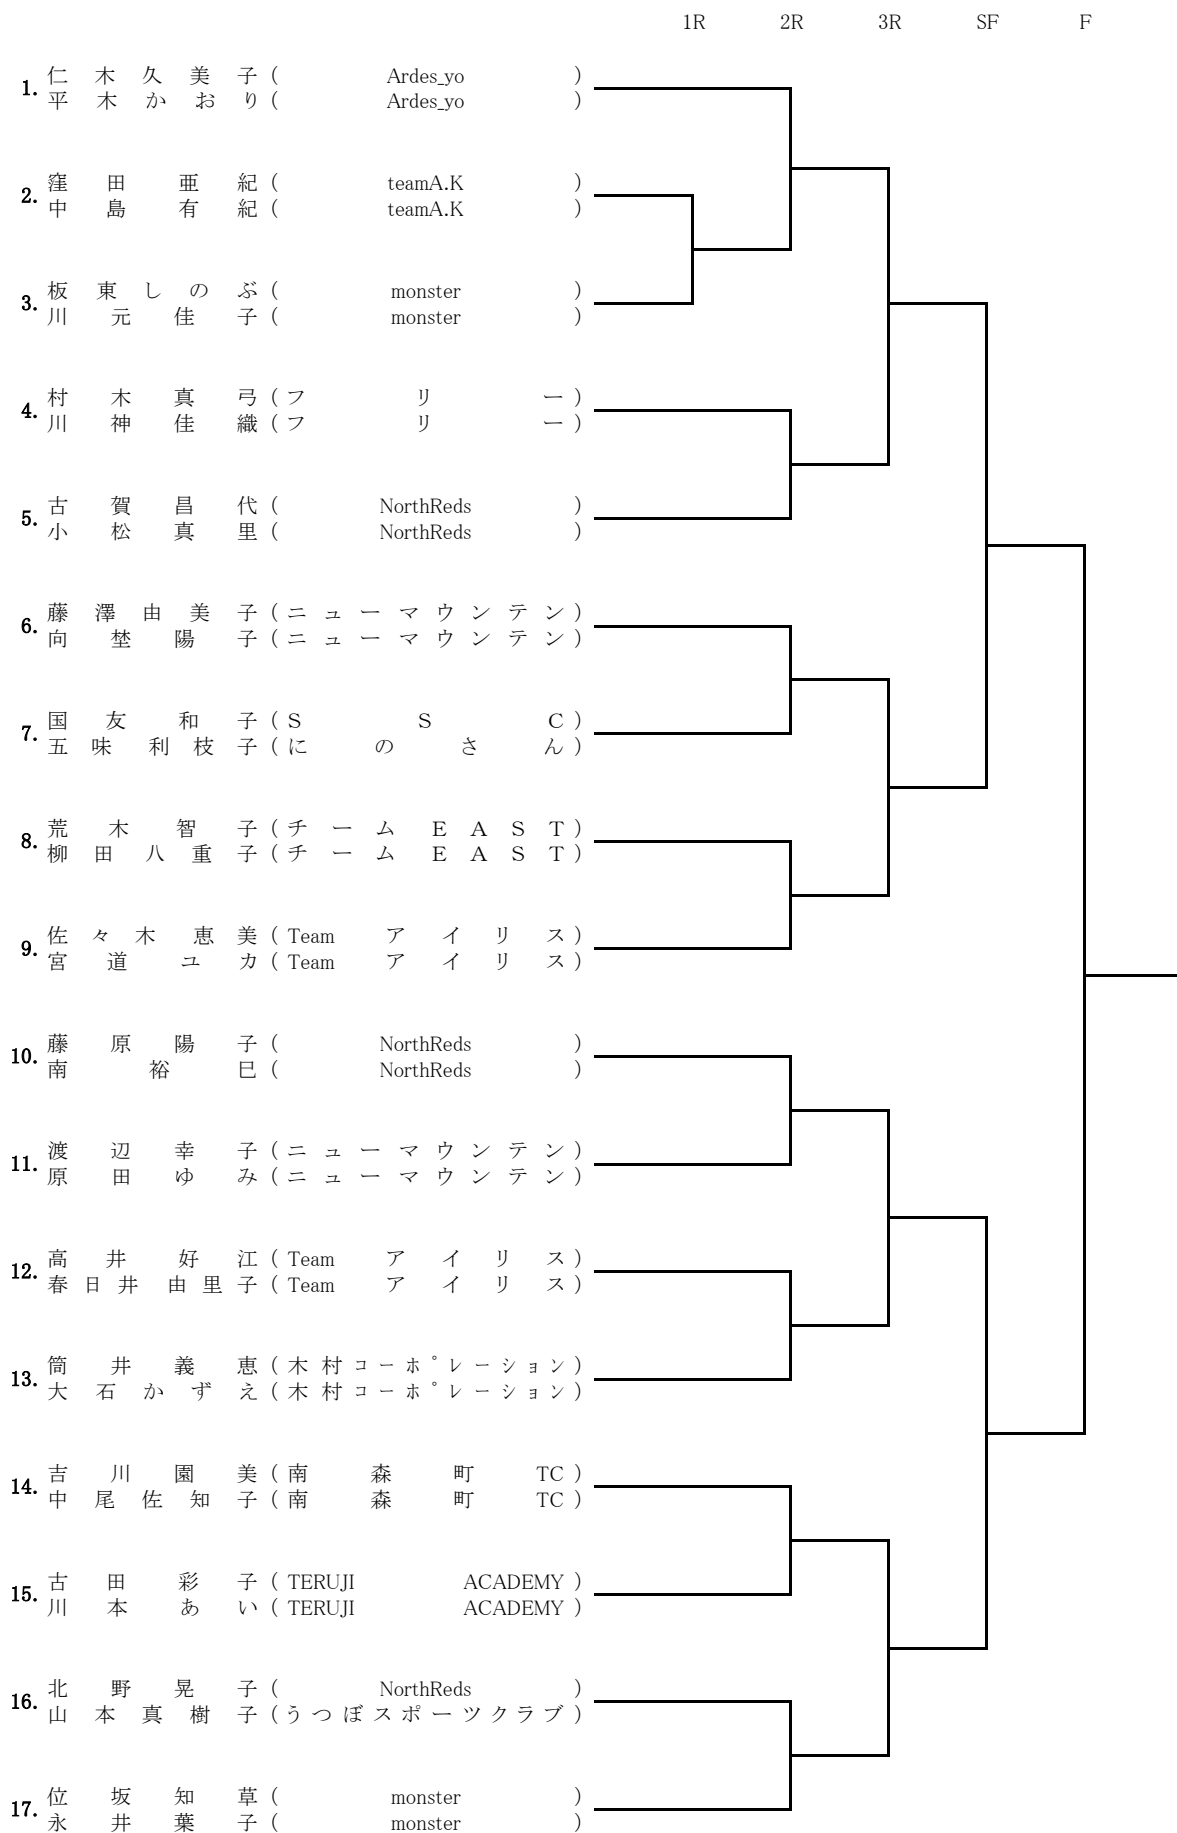 1R 2R 3R SF F
1. 仁木久美子 ( Ardes_yo )
平木かおり ( Ardes_yo )
2. 窪田亜紀 ( teamA.K )
中島有紀 ( teamA.K )
3. 板東しのぶ ( monster )
川元佳子 ( monster )
4. 村木真弓 ( フリー )
川神佳織 ( フリー )
5. 古賀昌代 ( NorthReds )
小松真里 ( NorthReds )
6. 藤澤由美子 ( ニューマウンテン )
向埜陽子 ( ニューマウンテン )
7. 国友和子 ( SSC )
五味利枝子 ( にのさん )
8. 荒木智子 ( チームEAST )
柳田八重子 ( チームEAST )
9. 佐々木恵美 ( Team アイリス )
宮道ユカ ( Team アイリス )
10. 藤原陽子 ( NorthReds )
南裕巳 ( NorthReds )
11. 渡辺幸子 ( ニューマウンテン )
原田ゆみ ( ニューマウンテン )
12. 高井好江 ( Team アイリス )
春日井由里子 ( Team アイリス )
13. 筒井義恵 ( 木村コーポレーション )
大石かずえ ( 木村コーポレーション )
14. 吉川園美 ( 南森町TC )
中尾佐知子 ( 南森町TC )
15. 古田彩子 ( TERUJI ACADEMY )
川本あい ( TERUJI ACADEMY )
16. 北野晃子 ( NorthReds )
山本真樹子 ( うつぼスポーツクラブ )
17. 位坂知草 ( monster )
永井葉子 ( monster )